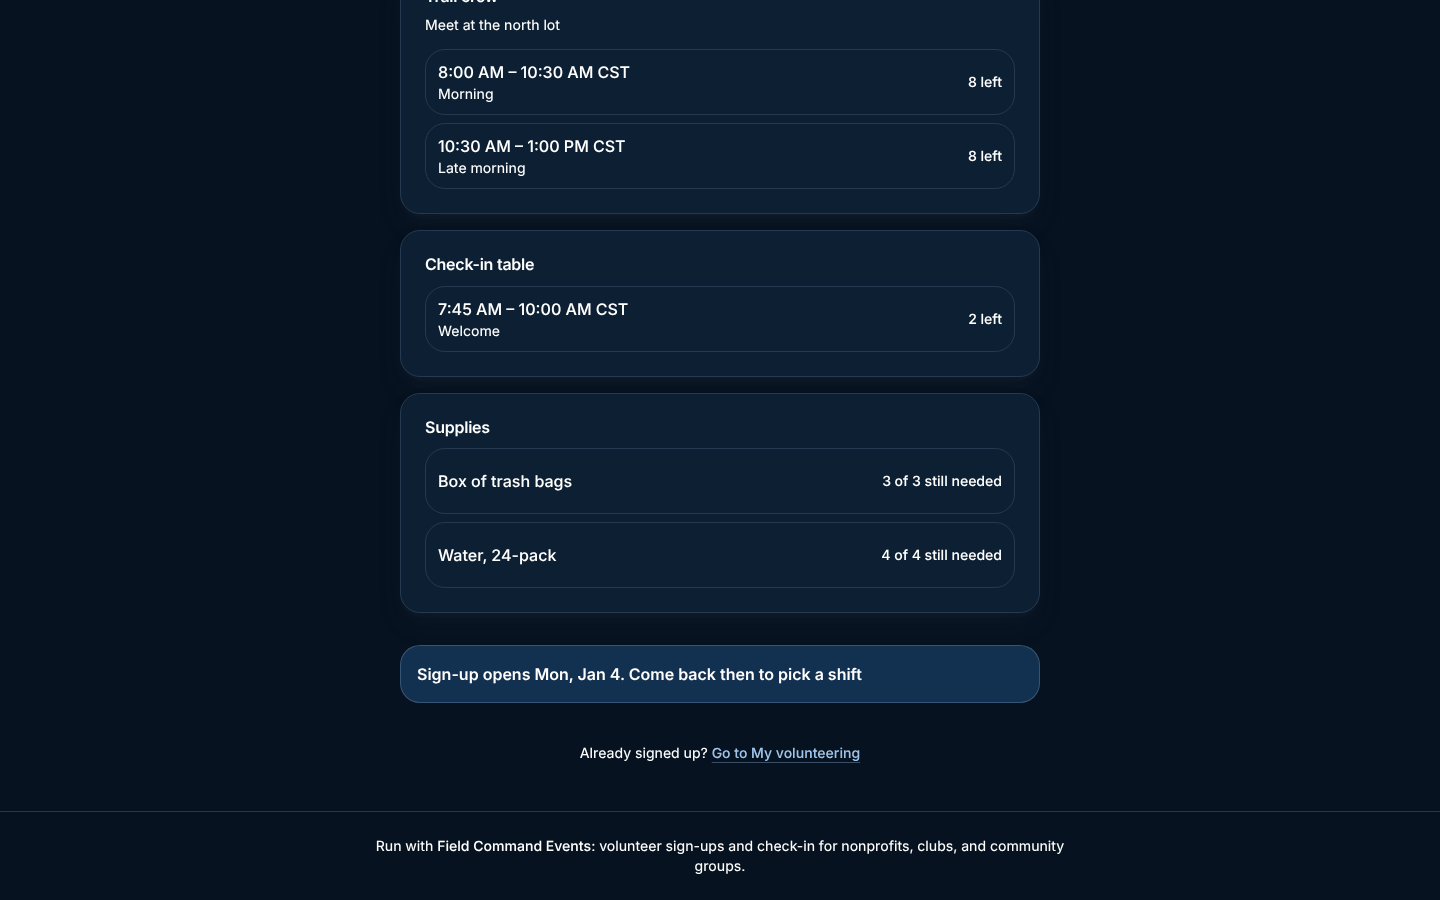 Trail crew
Meet at the north lot
8:00 AM – 10:30 AM CST
Morning
8 left
10:30 AM – 1:00 PM CST
Late morning
8 left
Check-in table
7:45 AM – 10:00 AM CST
Welcome
2 left
Supplies
Box of trash bags
3 of 3 still needed
Water, 24-pack
4 of 4 still needed
Sign-up opens Mon, Jan 4. Come back then to pick a shift
Already signed up? Go to My volunteering
Run with Field Command Events: volunteer sign-ups and check-in for nonprofits, clubs, and community
groups.